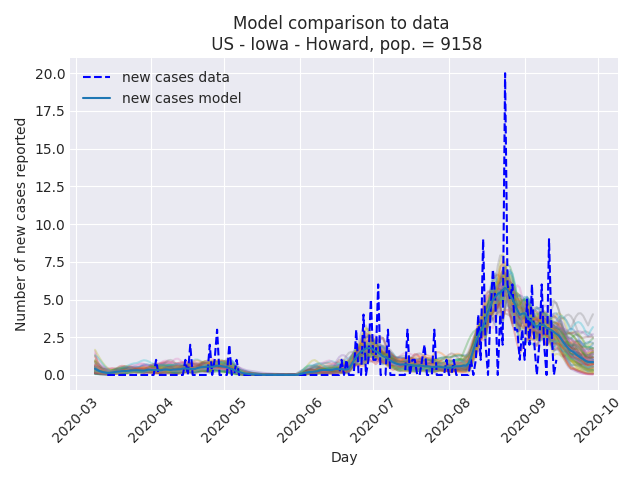 Model comparison to data
US - Iowa - Howard, pop. = 9158
new cases data
new cases model
Number of new cases reported
20.0
17.5
15.0
12.5
10.0
7.5
5.0
2.5
0.0
2020-03
2020-04
2020-05
2020-06
2020-07
2020-08
2020-09
2020-10
Day